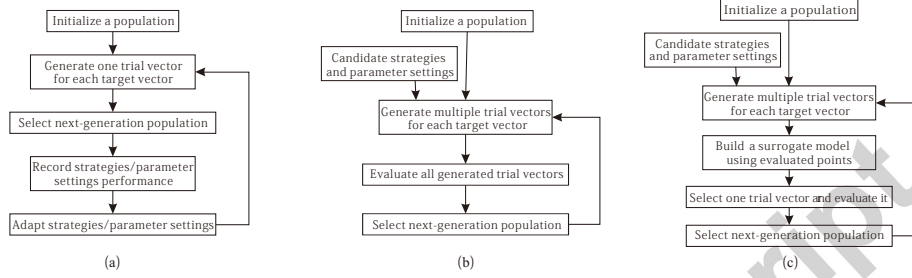 Initialize a population
Generate one trial vector
for each target vector
Select next-generation population
Record strategies/parameter
settings performance
Adapt strategies/parameter settings
(a)
Initialize a population
Candidate strategies
and parameter settings
Generate multiple trial vectors
for each target vector
Evaluate all generated trial vectors
Select next-generation population
(b)
Initialize a population
Candidate strategies
and parameter settings
Generate multiple trial vectors
for each target vector
Build a surrogate model
using evaluated points
Select one trial vector and evaluate it
Select next-generation population
(c)
ript